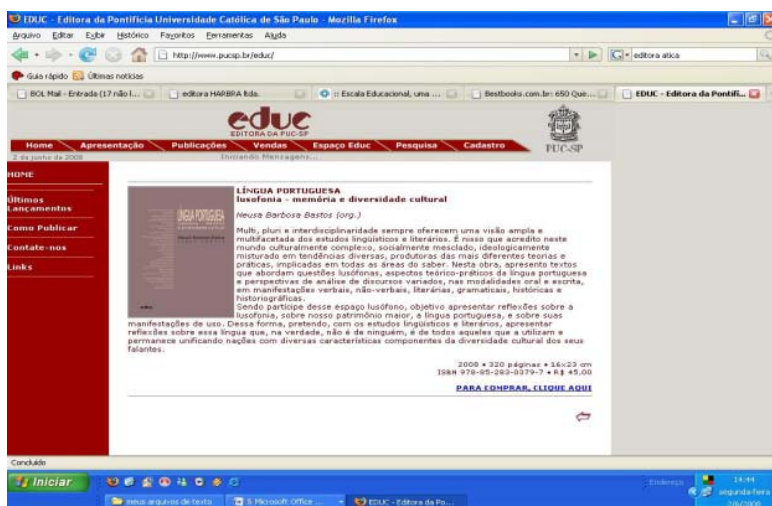 EDUC - Editora da Pontifícia Universidade Católica de São Paulo - Mozilla Firefox
Arquivo Editar Exibir Histórico Favoritos Ferramentas Ajuda
http://www.pucsp.br/educ/
editora atica
Guia rápido Últimas notícias
BOL Mail - Entrada (17 não l...
editora HARBRA ltda.
:: Escala Educacional, uma ...
Bestbooks.com.br: 650 Que...
EDUC - Editora da Pontifí...
educ
EDITORA DA PUC-SP
PUC-SP
Home Apresentação Publicações Vendas Espaço Educ Pesquisa Cadastro
2 de junho de 2008
Enviando Mensagens...
HOME
Últimos
Lançamentos
Como Publicar
Contate-nos
Links
LÍNGUA PORTUGUESA
LÍNGUA PORTUGUESA
lusofonia - memória e diversidade cultural
Neusa Barbosa Bastos (org.)
Multi, pluri e interdisciplinaridade sempre oferecem uma visão ampla e
multifacetada dos estudos lingüísticos e literários. É nisso que acredito neste
mundo culturalmente complexo, socialmente mesclado, ideologicamente
misturado em tendências diversas, produtoras das mais diferentes teorias e
práticas, implicadas em todas as áreas do saber. Nesta obra, apresento textos
que abordam questões lusófonas, aspectos teórico-práticos da língua portuguesa
e perspectivas de análise de discursos variados, nas modalidades oral e escrita,
em manifestações verbais, não-verbais, literárias, gramaticais, históricas e
historiográficas.
Sendo partícipe desse espaço lusófono, objetivo apresentar reflexões sobre a
lusofonia, sobre nosso patrimônio maior, a língua portuguesa, e sobre suas
manifestações de uso. Dessa forma, pretendo, com os estudos lingüísticos e literários, apresentar
reflexões sobre essa língua que, na verdade, não é de ninguém, é de todos aqueles que a utilizam e
permanece unificando nações com diversas características componentes da diversidade cultural dos seus
falantes.
2008 • 320 páginas • 16x23 cm
ISBN 978-85-283-0379-7 • R$ 45,00
PARA COMPRAR, CLIQUE AQUI
Concluído
Iniciar
meus arquivos de texto
5 Microsoft Office ...
EDUC - Editora da Po...
Endereço
16:44
segunda-feira
2/6/2008